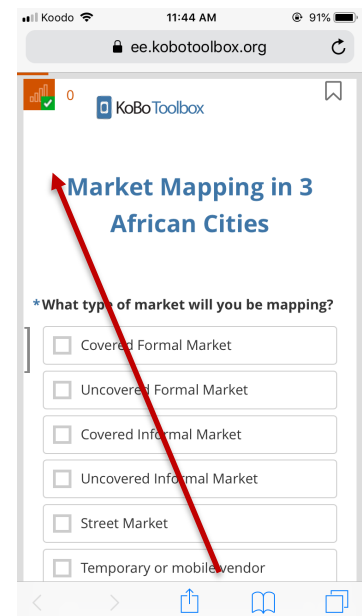 Koodo 11:44 AM 91%
ee.kobotoolbox.org
0
KoBoToolbox
Market Mapping in 3
African Cities
*What type of market will you be mapping?
Covered Formal Market
Uncovered Formal Market
Covered Informal Market
Uncovered Informal Market
Street Market
Temporary or mobile vendor